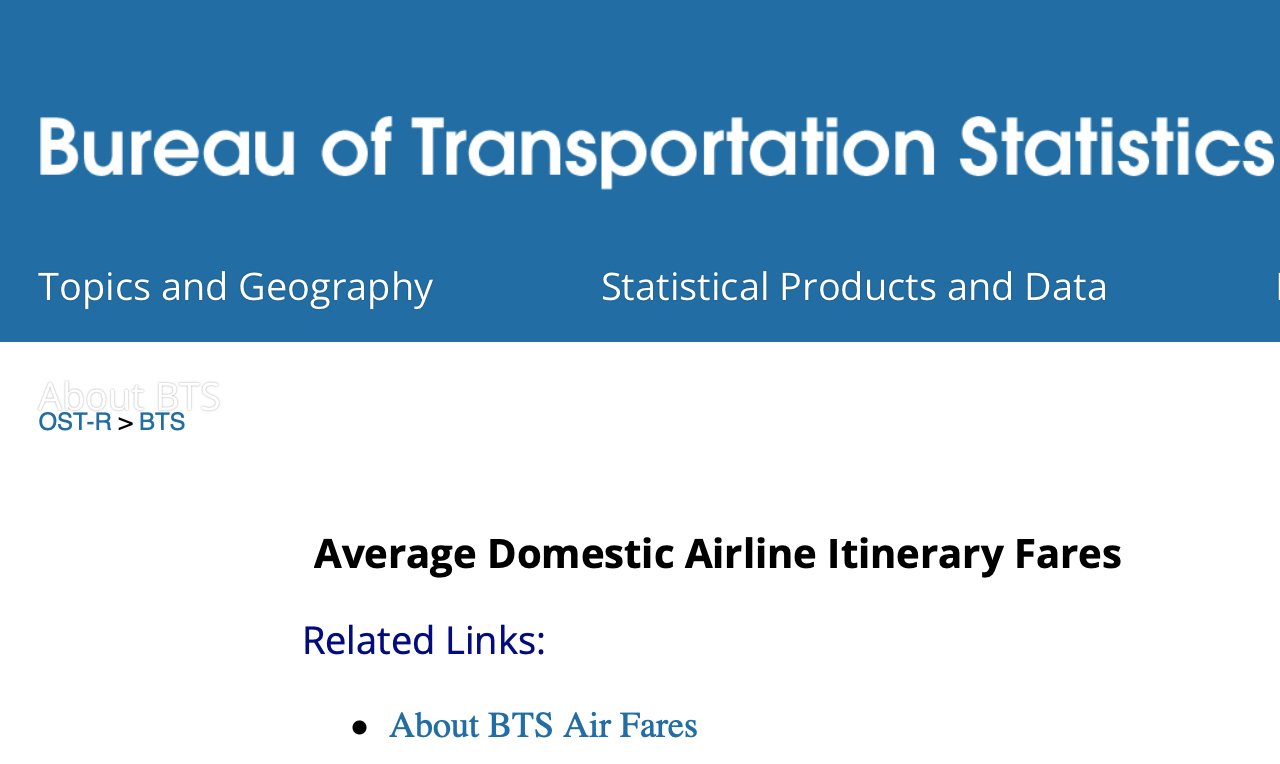 Bureau of Transportation Statistics
Topics and Geography Statistical Products and Data
About BTS
OST-R > BTS
Average Domestic Airline Itinerary Fares
Related Links:
• About BTS Air Fares